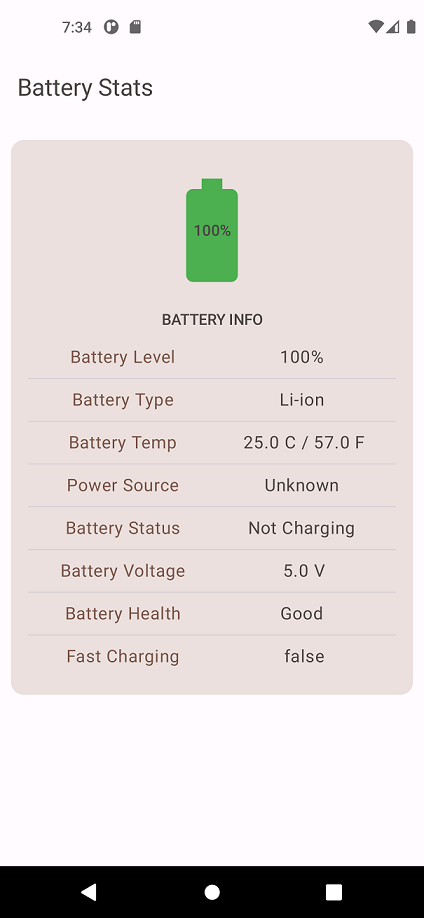 7:34
Battery Stats
100%
BATTERY INFO
Battery Level 100%
Battery Type Li-ion
Battery Temp 25.0 C / 57.0 F
Power Source Unknown
Battery Status Not Charging
Battery Voltage 5.0 V
Battery Health Good
Fast Charging false